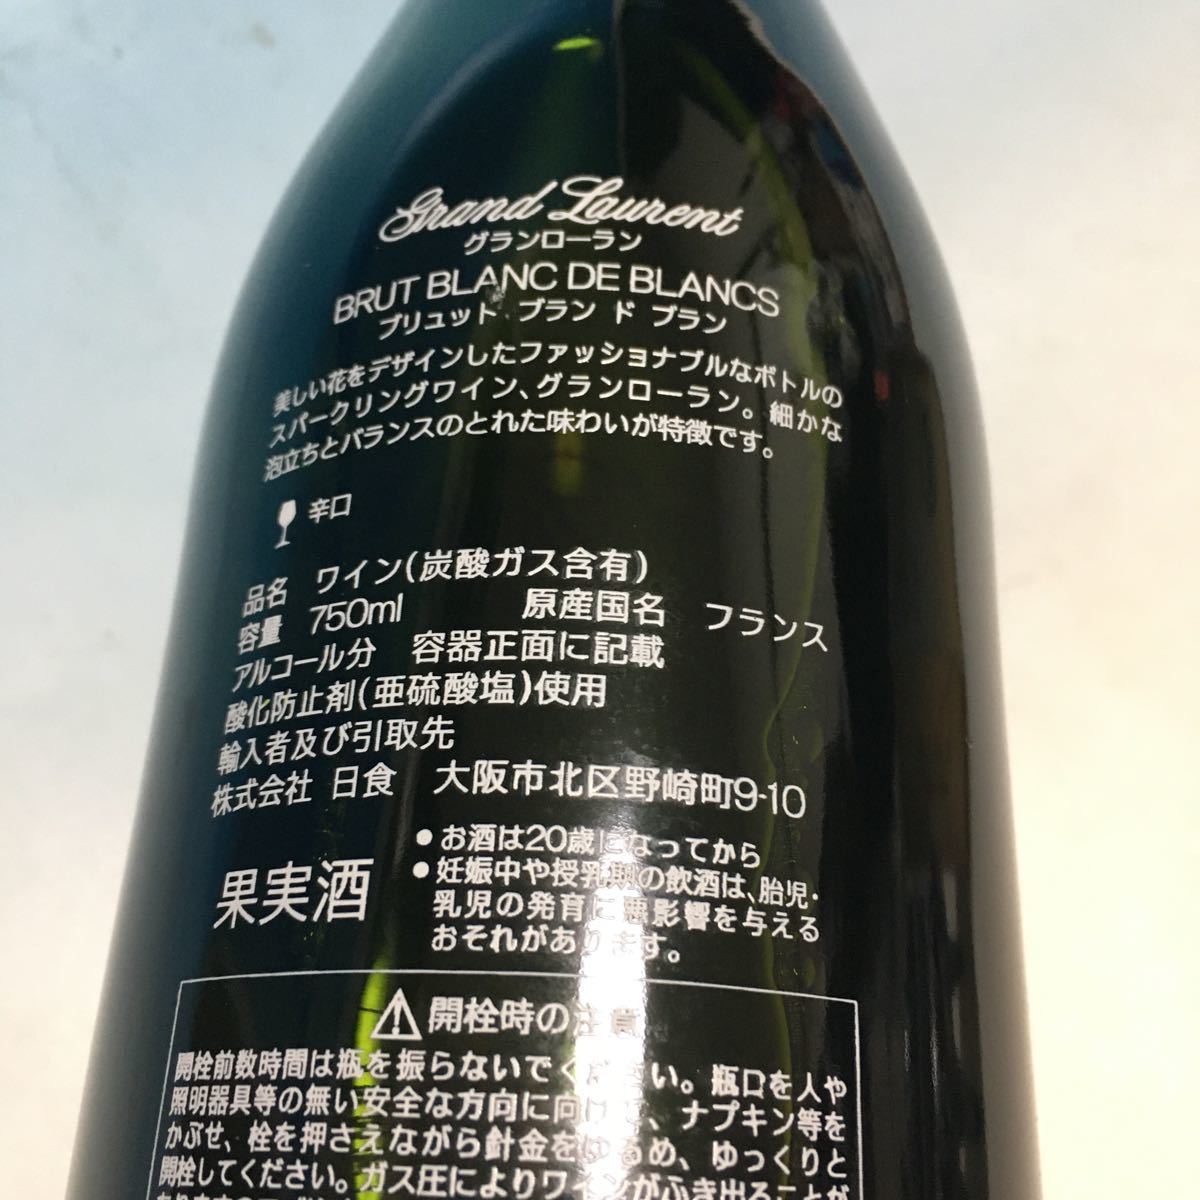 Grand Laurent
グランローラン
BRUT BLANC DE BLANCS
ブリュット ブラン ド ブラン
美しい花をデザインしたファッショナブルなボトルの
スパークリングワイン、グランローラン。細かな
泡立ちとバランスのとれた味わいが特徴です。
辛口
品名 ワイン(炭酸ガス含有)
容量 750ml 原産国名 フランス
アルコール分 容器正面に記載
酸化防止剤(亜硫酸塩)使用
輸入者及び引取先
株式会社 日食 大阪市北区野崎町9-10
果実酒
●お酒は20歳になってから
●妊娠中や授乳期の飲酒は、胎児・
乳児の発育に悪影響を与える
おそれがあります。
⚠開栓時の注意
開栓前数時間は瓶を振らないでください。瓶口を人や
照明器具等の無い安全な方向に向けて、ナプキン等を
かぶせ、栓を押さえながら針金をゆるめ、ゆっくりと
開栓してください。ガス圧によりワインがふき出ることが